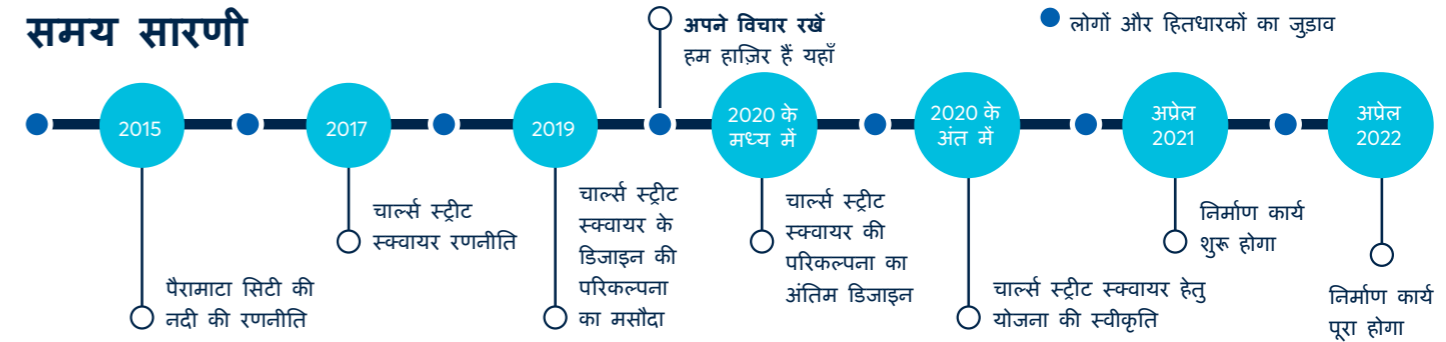 समय सारणी
अपने विचार रखें
हम हाज़िर हैं यहाँ
लोगों और हितधारकों का जुड़ाव
2015
2017
2019
2020 के
मध्य में
2020 के
अंत में
अप्रेल
2021
अप्रेल
2022
पैरामाटा सिटी की
नदी की रणनीति
चार्ल्स स्ट्रीट
स्क्वायर रणनीति
चार्ल्स स्ट्रीट
स्क्वायर के
डिजाइन की
परिकल्पना
का मसौदा
चार्ल्स स्ट्रीट
स्क्वायर की
परिकल्पना का
अंतिम डिजाइन
चार्ल्स स्ट्रीट स्क्वायर हेतु
योजना की स्वीकृति
निर्माण कार्य
शुरू होगा
निर्माण कार्य
पूरा होगा